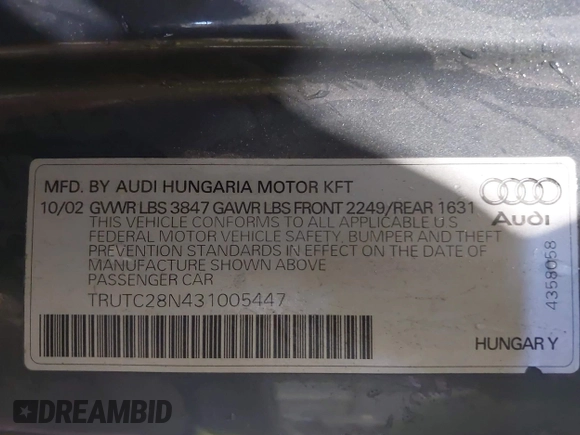 MFD. BY AUDI HUNGARIA MOTOR KFT
10/02 GVWR LBS 3847 GAWR LBS FRONT 2249/REAR 1631
THIS VEHICLE CONFORMS TO ALL APPLICABLE U S
FEDERAL MOTOR VEHICLE SAFETY, BUMPER AND THEFT
PREVENTION STANDARDS IN EFFECT ON THE DATE OF
MANUFACTURE SHOWN ABOVE
PASSENGER CAR
TRUTC28N431005447
Audi
4358058
HUNGARY
DREAMBID